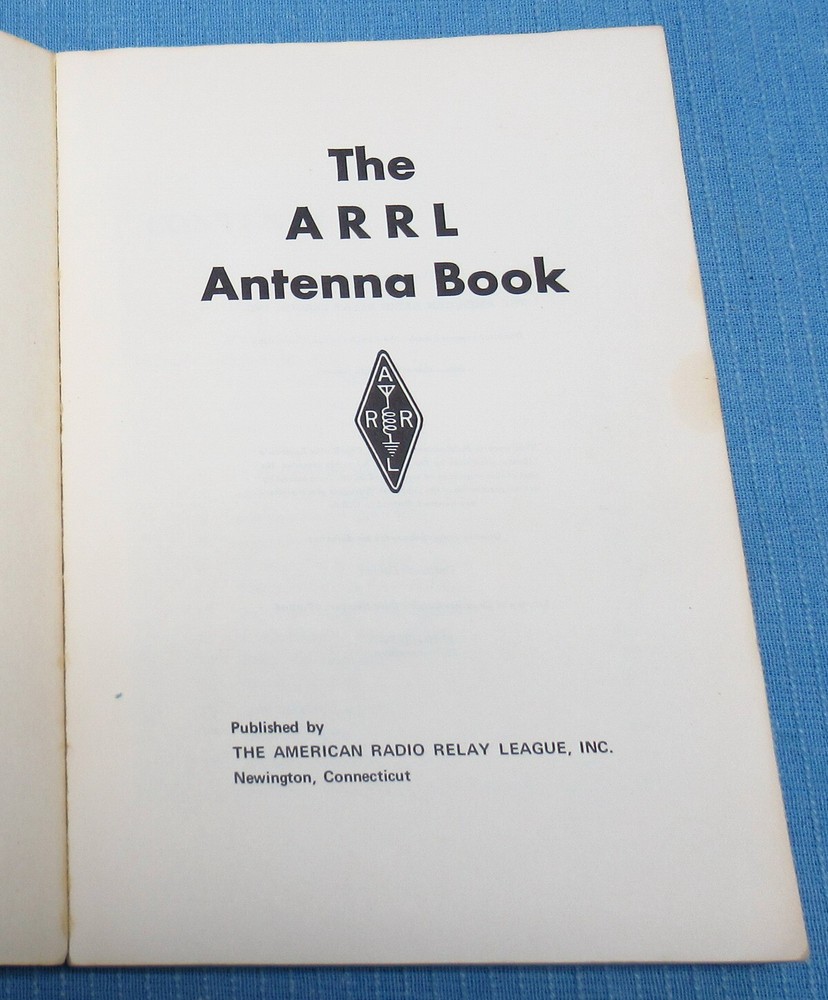 The
ARRL
Antenna Book
A
R R
L
Published by
THE AMERICAN RADIO RELAY LEAGUE, INC.
Newington, Connecticut